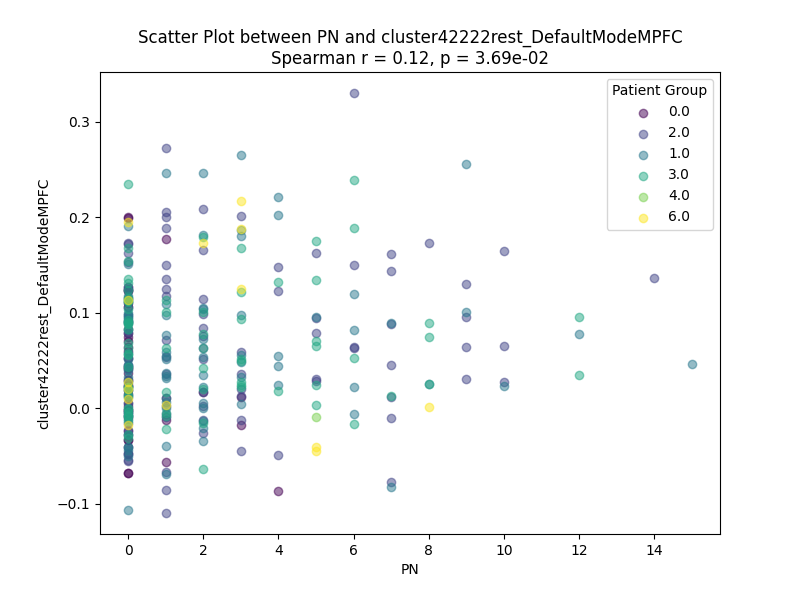 Scatter Plot between PN and cluster42222rest_DefaultModeMPFC
Spearman r = 0.12, p = 3.69e-02
Patient Group
0.0
2.0
1.0
3.0
4.0
6.0
cluster42222rest_DefaultModeMPFC
0.3
0.2
0.1
0.0
−0.1
0 2 4 6 8 10 12 14
PN